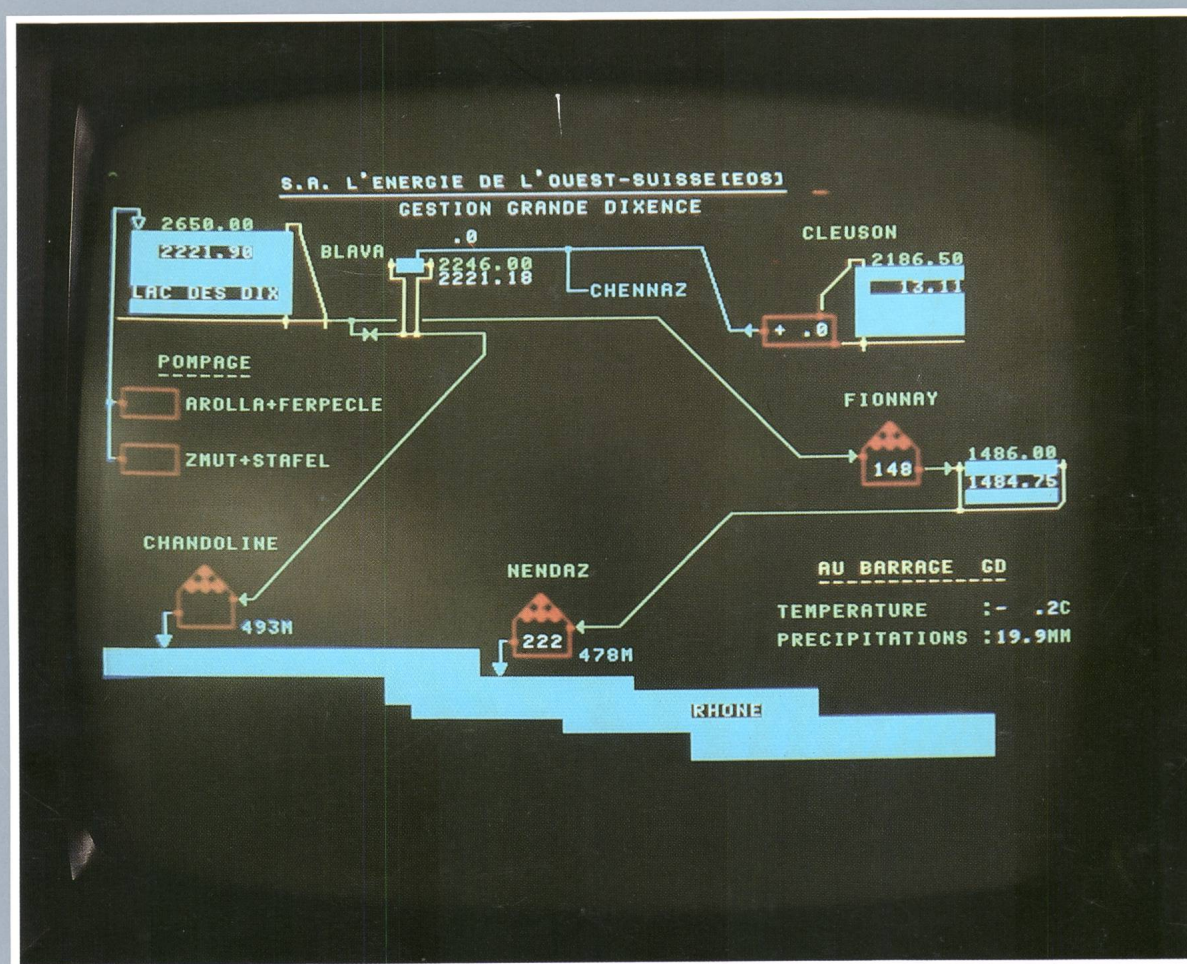 S.A. L'ENERGIE DE L'OUEST-SUISSE[EOS]
GESTION GRANDE DIXENCE
2650.00
2221.90
LAC DES DIX
BLAVA
.0
2246.00
2221.18
CHENNAZ
CLEUSON
2186.50
13.11
+ .0
POMPAGE
AROLLA+FERPECLE
ZMUT+STAFEL
FIONNAY
148
1486.00
1484.75
CHANDOLINE
493M
NENDAZ
222
478M
AU BARRAGE GD
TEMPERATURE :- .2C
PRECIPITATIONS :19.9MM
RHONE